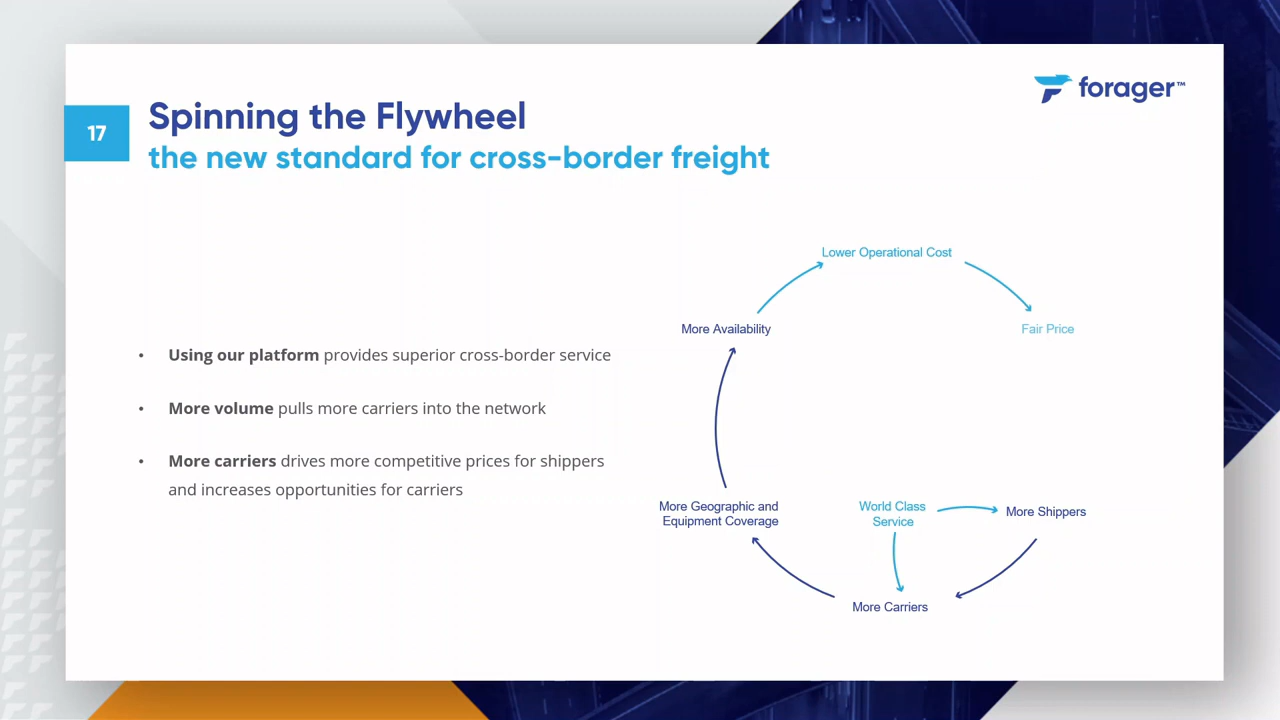 forager™
17
Spinning the Flywheel
the new standard for cross-border freight
• Using our platform provides superior cross-border service
• More volume pulls more carriers into the network
• More carriers drives more competitive prices for shippers
and increases opportunities for carriers
Lower Operational Cost
More Availability
Fair Price
More Geographic and
Equipment Coverage
World Class
Service
More Shippers
More Carriers